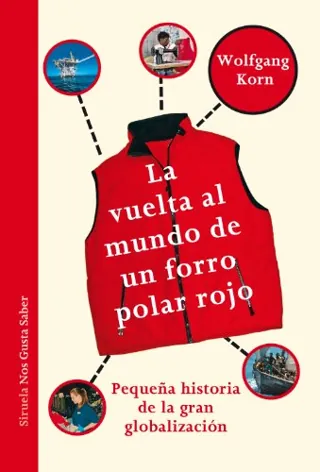 Wolfgang
Korn
La
vuelta al
mundo de
un forro
polar rojo
Pequeña historia
de la gran
globalización
Siruela Nos Gusta Saber